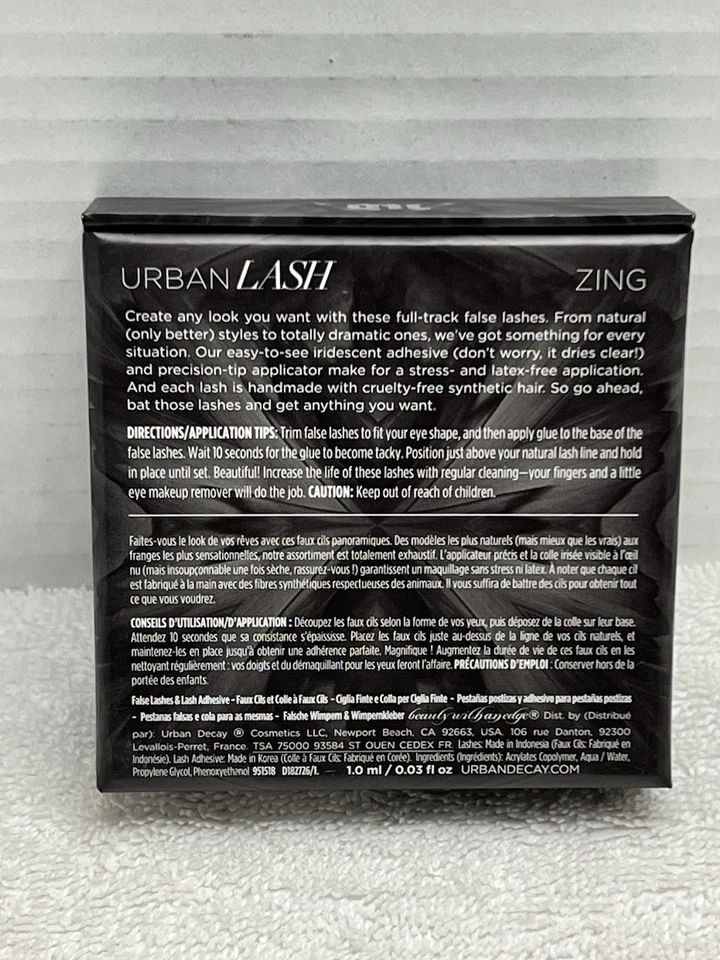 URBAN LASH ZING
Create any look you want with these full-track false lashes. From natural
(only better) styles to totally dramatic ones, we've got something for every
situation. Our easy-to-see iridescent adhesive (don't worry, it dries clear!)
and precision-tip applicator make for a stress- and latex-free application.
And each lash is handmade with cruelty-free synthetic hair. So go ahead,
bat those lashes and get anything you want.
DIRECTIONS/APPLICATION TIPS: Trim false lashes to fit your eye shape, and then apply glue to the base of the
false lashes. Wait 10 seconds for the glue to become tacky. Position just above your natural lash line and hold
in place until set. Beautiful! Increase the life of these lashes with regular cleaning—your fingers and a little
eye makeup remover will do the job. CAUTION: Keep out of reach of children.
Faites-vous le look de vos rêves avec ces faux cils panoramiques. Des modèles les plus naturels (mais mieux que les vrais) aux
franges les plus sensationnelles, notre assortiment est totalement exhaustif. L'applicateur précis et la colle irisée visible à l'œil
nu (mais insoupçonnable une fois sèche, rassurez-vous !) garantissent un maquillage sans stress ni latex. À noter que chaque cil
est fabriqué à la main avec des fibres synthétiques respectueuses des animaux. Il vous suffira de battre des cils pour obtenir tout
ce que vous voudrez.
CONSEILS D'UTILISATION/D'APPLICATION : Découpez les faux cils selon la forme de vos yeux, puis déposez de la colle sur leur base.
Attendez 10 secondes que sa consistance s'épaississe. Placez les faux cils juste au-dessus de la ligne de vos cils naturels, et
maintenez-les en place jusqu'à obtenir une adhérence parfaite. Magnifique ! Augmentez la durée de vie de ces faux cils en les
nettoyant régulièrement : vos doigts et du démaquillant pour les yeux feront l'affaire. PRÉCAUTIONS D'EMPLOI : Conserver hors de la
portée des enfants.
False Lashes & Lash Adhesive - Faux Cils et Colle à Faux Cils - Ciglia Finte e Colla per Ciglia Finte - Pestañas postizas y adhesivo para pestañas postizas
- Pestanas falsas e cola para as mesmas - Falsche Wimpern & Wimpernkleber beauty with an edge® Dist. by (Distribué
par): Urban Decay ® Cosmetics LLC, Newport Beach, CA 92663, USA. 106 rue Danton, 92300
Levallois-Perret, France. TSA 75000 93584 ST OUEN CEDEX FR. Lashes: Made in Indonesia (Faux Cils: Fabriqué en
Indonésie). Lash Adhesive: Made in Korea (Colle à Faux Cils: Fabriqué en Corée). Ingredients (Ingrédients): Acrylates Copolymer, Aqua / Water,
Propylene Glycol, Phenoxyethanol 951518 D182726/1. 1.0 ml / 0.03 fl oz URBANDECAY.COM